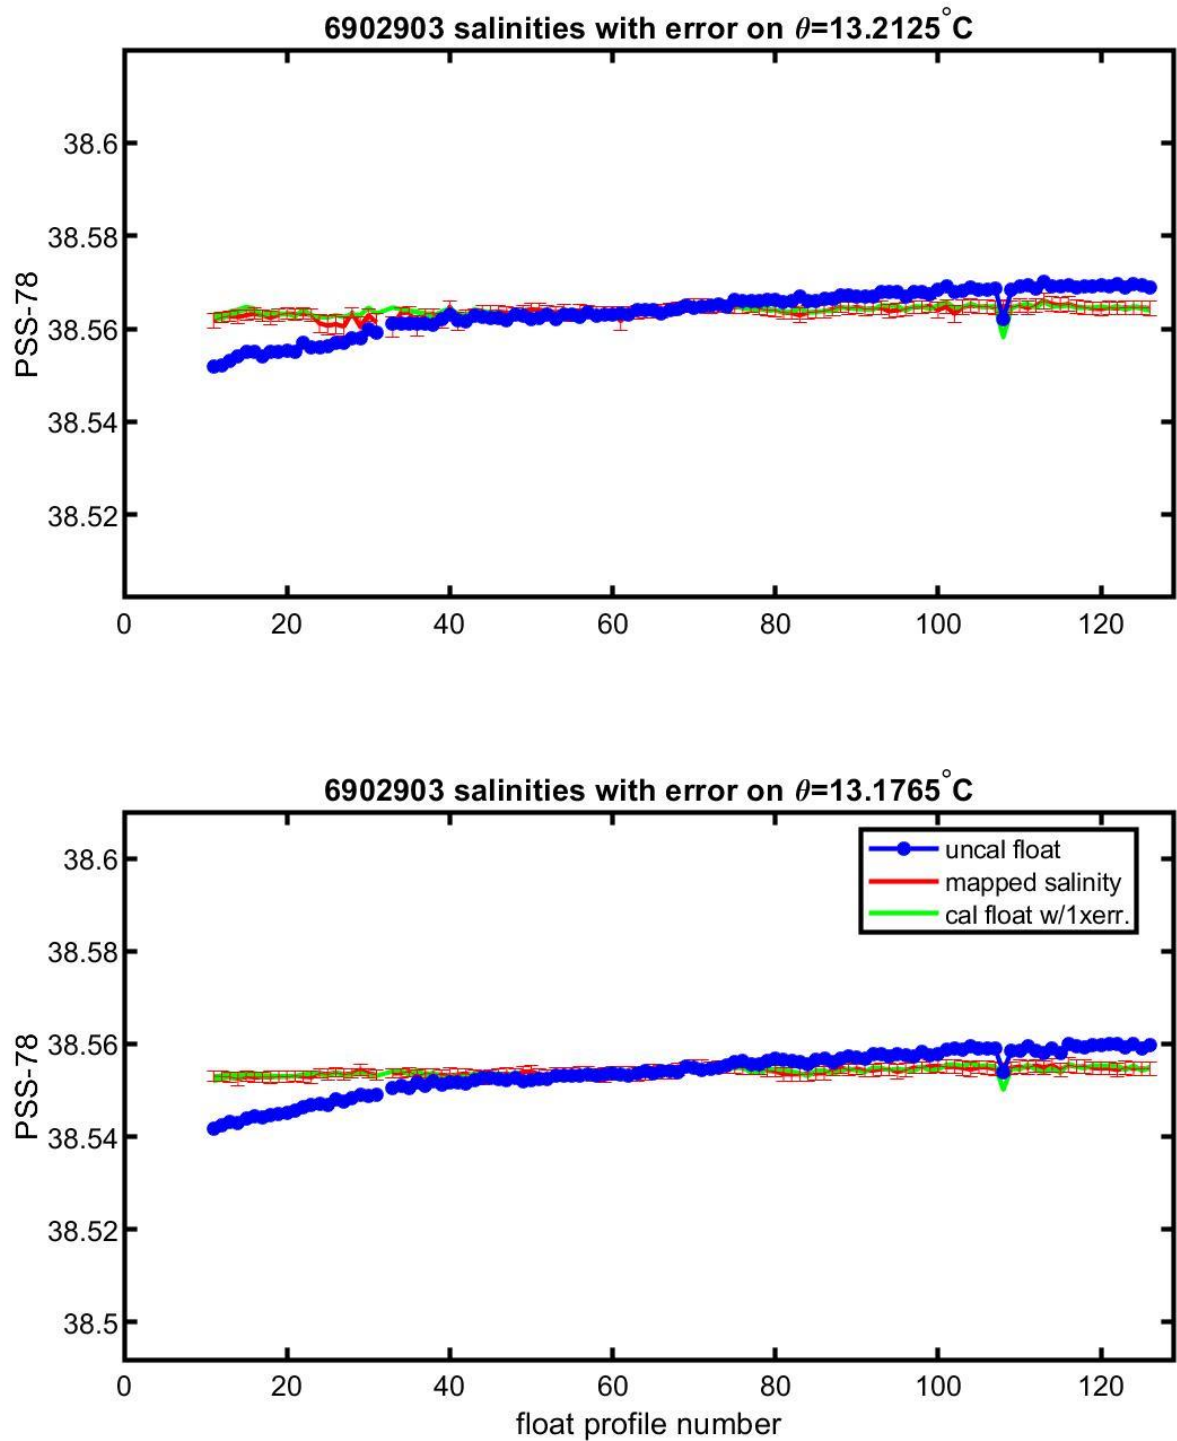 6902903 salinities with error on θ=13.2125°C
38.6
38.58
38.56
38.54
38.52
PSS-78
0 20 40 60 80 100 120
6902903 salinities with error on θ=13.1765°C
uncal float
mapped salinity
cal float w/1xerr.
38.6
38.58
38.56
38.54
38.52
38.5
PSS-78
0 20 40 60 80 100 120
float profile number